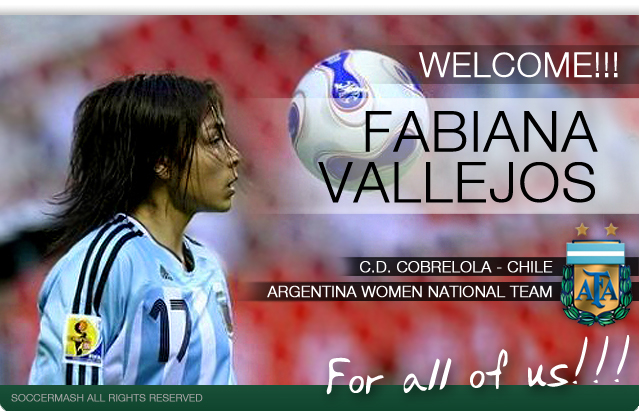 WELCOME!!!
FABIANA
VALLEJOS
C.D. COBRELOLA - CHILE
ARGENTINA WOMEN NATIONAL TEAM
AFA
17
For all of us!!!
SOCCERMASH ALL RIGHTS RESERVED